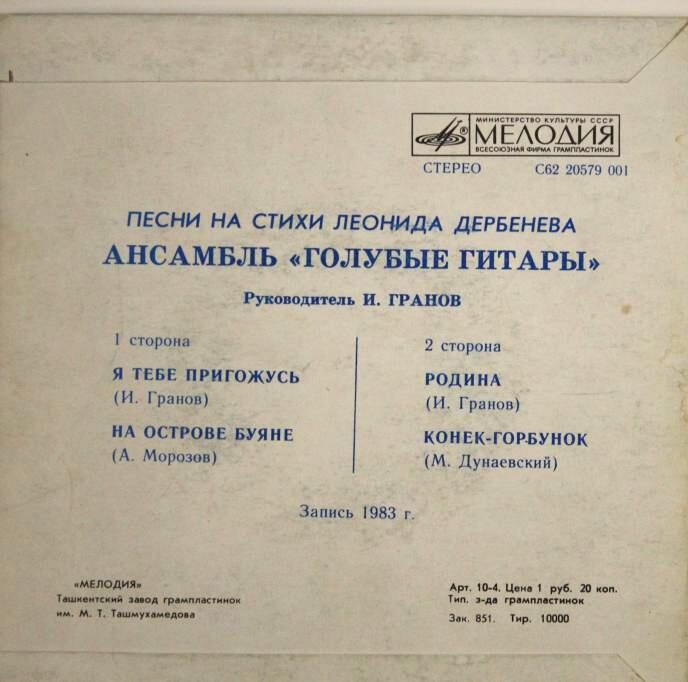 МИНИСТЕРСТВО КУЛЬТУРЫ СССР
® МЕЛОДИЯ
ВСЕСОЮЗНАЯ ФИРМА ГРАМПЛАСТИНОК
СТЕРЕО С62 20579 001
ПЕСНИ НА СТИХИ ЛЕОНИДА ДЕРБЕНЕВА
АНСАМБЛЬ «ГОЛУБЫЕ ГИТАРЫ»
Руководитель И. ГРАНОВ
1 сторона
Я ТЕБЕ ПРИГОЖУСЬ
(И. Гранов)
НА ОСТРОВЕ БУЯНЕ
(А. Морозов)
2 сторона
РОДИНА
(И. Гранов)
КОНЕК-ГОРБУНОК
(М. Дунаевский)
Запись 1983 г.
«МЕЛОДИЯ»
Ташкентский завод грампластинок
им. М. Т. Ташмухамедова
Арт. 10-4. Цена 1 руб. 20 коп.
Тип. з-да грампластинок
Зак. 851. Тир. 10000